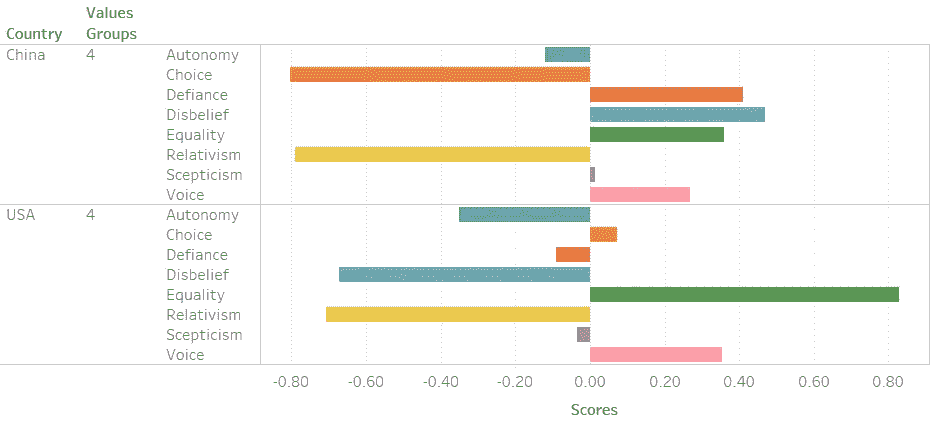 Values
Country Groups
China 4 Autonomy
Choice
Defiance
Disbelief
Equality
Relativism
Scepticism
Voice
USA 4 Autonomy
Choice
Defiance
Disbelief
Equality
Relativism
Scepticism
Voice
-0.80 -0.60 -0.40 -0.20 0.00 0.20 0.40 0.60 0.80
Scores